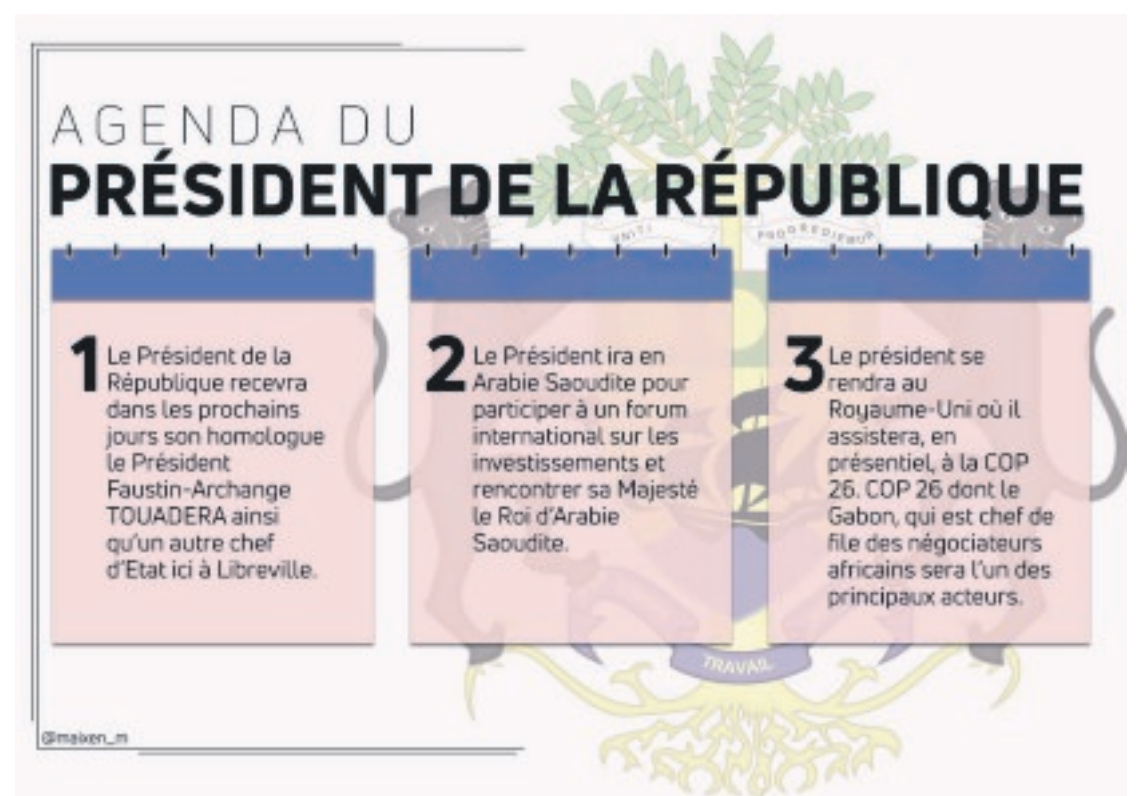 AGENDA DU
PRÉSIDENT DE LA RÉPUBLIQUE
UNITI
PROGREDIEMUR
1 Le Président de la
République recevra
dans les prochains
jours son homologue
le Président
Faustin-Archange
TOUADERA ainsi
qu'un autre chef
d'Etat ici à Libreville.
2 Le Président ira en
Arabie Saoudite pour
participer à un forum
international sur les
investissements et
rencontrer sa Majesté
le Roi d'Arabie
Saoudite.
3 Le président se
rendra au
Royaume-Uni où il
assistera, en
présentiel, à la COP
26. COP 26 dont le
Gabon, qui est chef de
file des négociateurs
africains sera l'un des
principaux acteurs.
TRAVAIL
@maixen_m